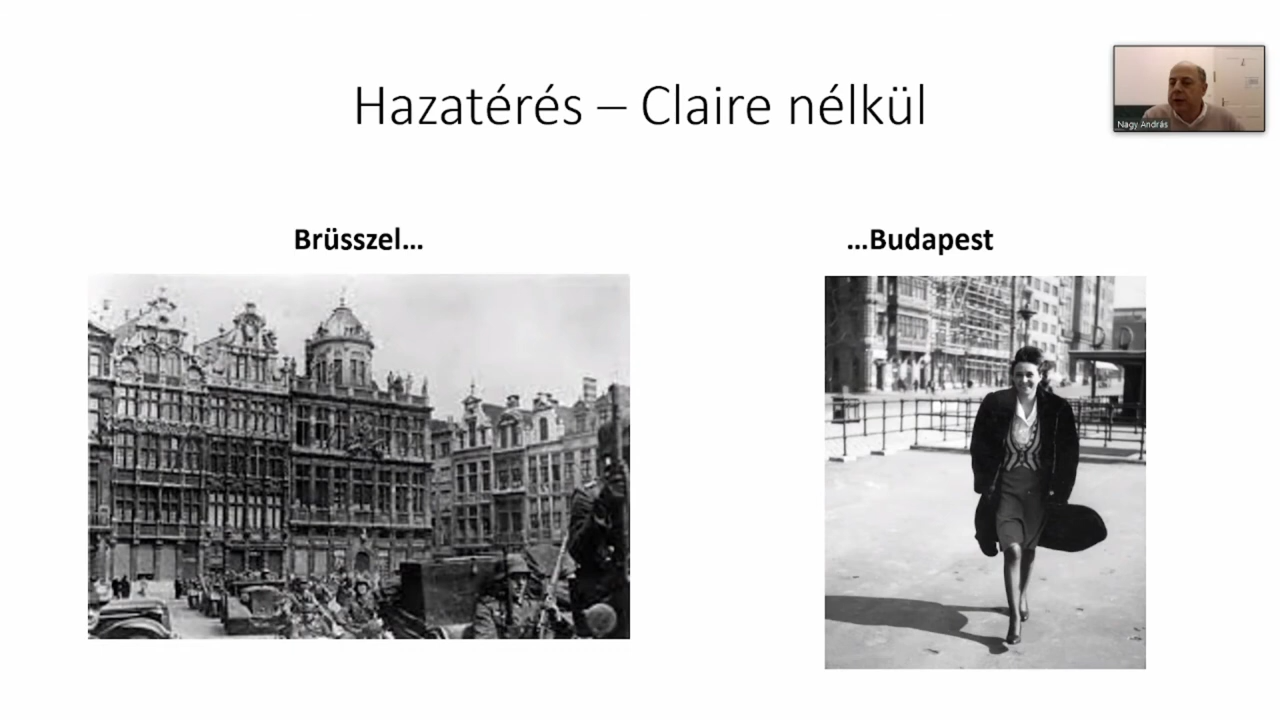 Hazatérés – Claire nélkül
Nagy András
Brüsszel...
...Budapest